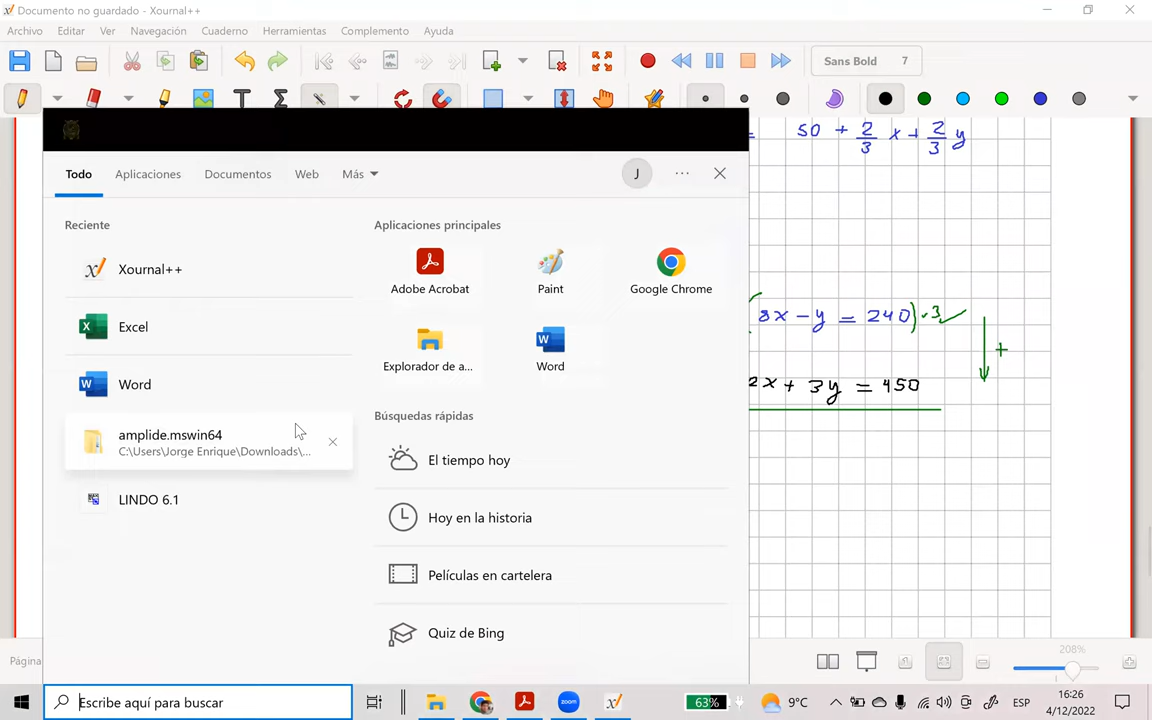 Documento no guardado - Xournal++
Archivo Editar Ver Navegación Cuaderno Herramientas Complemento Ayuda
Sans Bold 7
= 50 + 2/3 x + 2/3 y
Todo Aplicaciones Documentos Web Más J
Reciente
Xournal++
Excel
Word
amplide.mswin64
C:\Users\Jorge Enrique\Downloads\...
LINDO 6.1
Aplicaciones principales
Adobe Acrobat Paint Google Chrome
Explorador de a... Word
Búsquedas rápidas
El tiempo hoy
Hoy en la historia
Películas en cartelera
Quiz de Bing
(8x - y = 240) · 3 ✓
+
2x + 3y = 450
Página
208%
Escribe aquí para buscar
63% 9°C ESP 16:26
4/12/2022